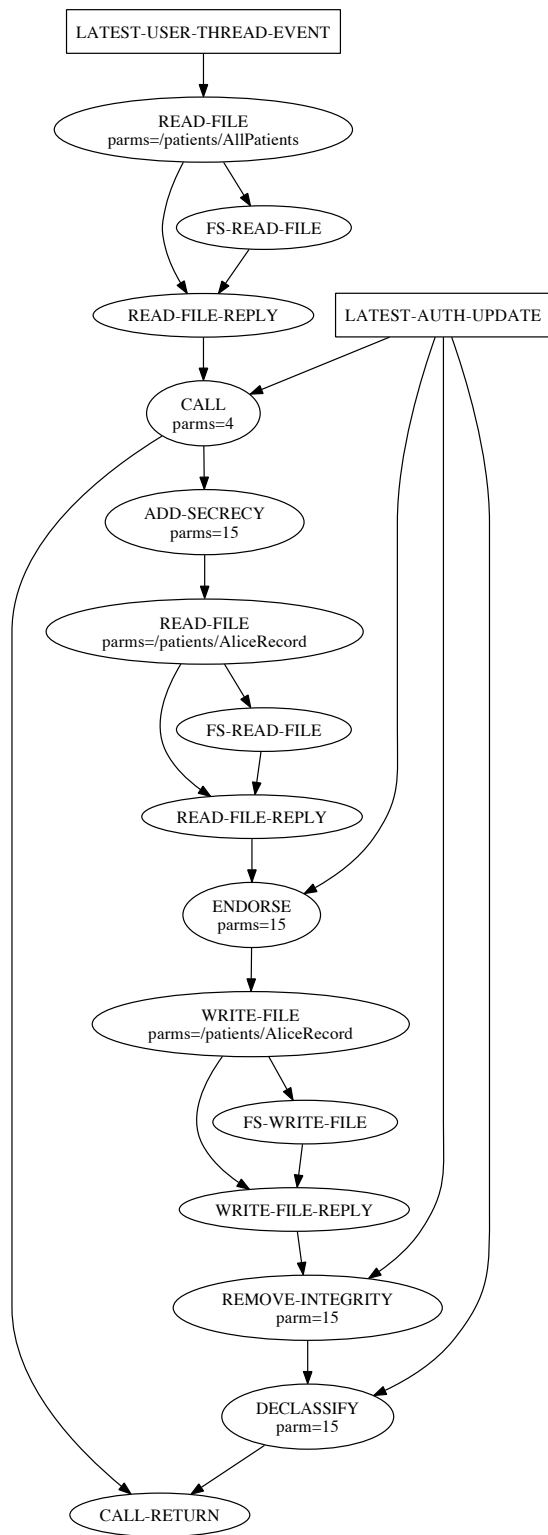 LATEST-USER-THREAD-EVENT
READ-FILE
parms=/patients/AllPatients
FS-READ-FILE
READ-FILE-REPLY
LATEST-AUTH-UPDATE
CALL
parms=4
ADD-SECRECY
parms=15
READ-FILE
parms=/patients/AliceRecord
FS-READ-FILE
READ-FILE-REPLY
ENDORSE
parms=15
WRITE-FILE
parms=/patients/AliceRecord
FS-WRITE-FILE
WRITE-FILE-REPLY
REMOVE-INTEGRITY
parm=15
DECLASSIFY
parm=15
CALL-RETURN